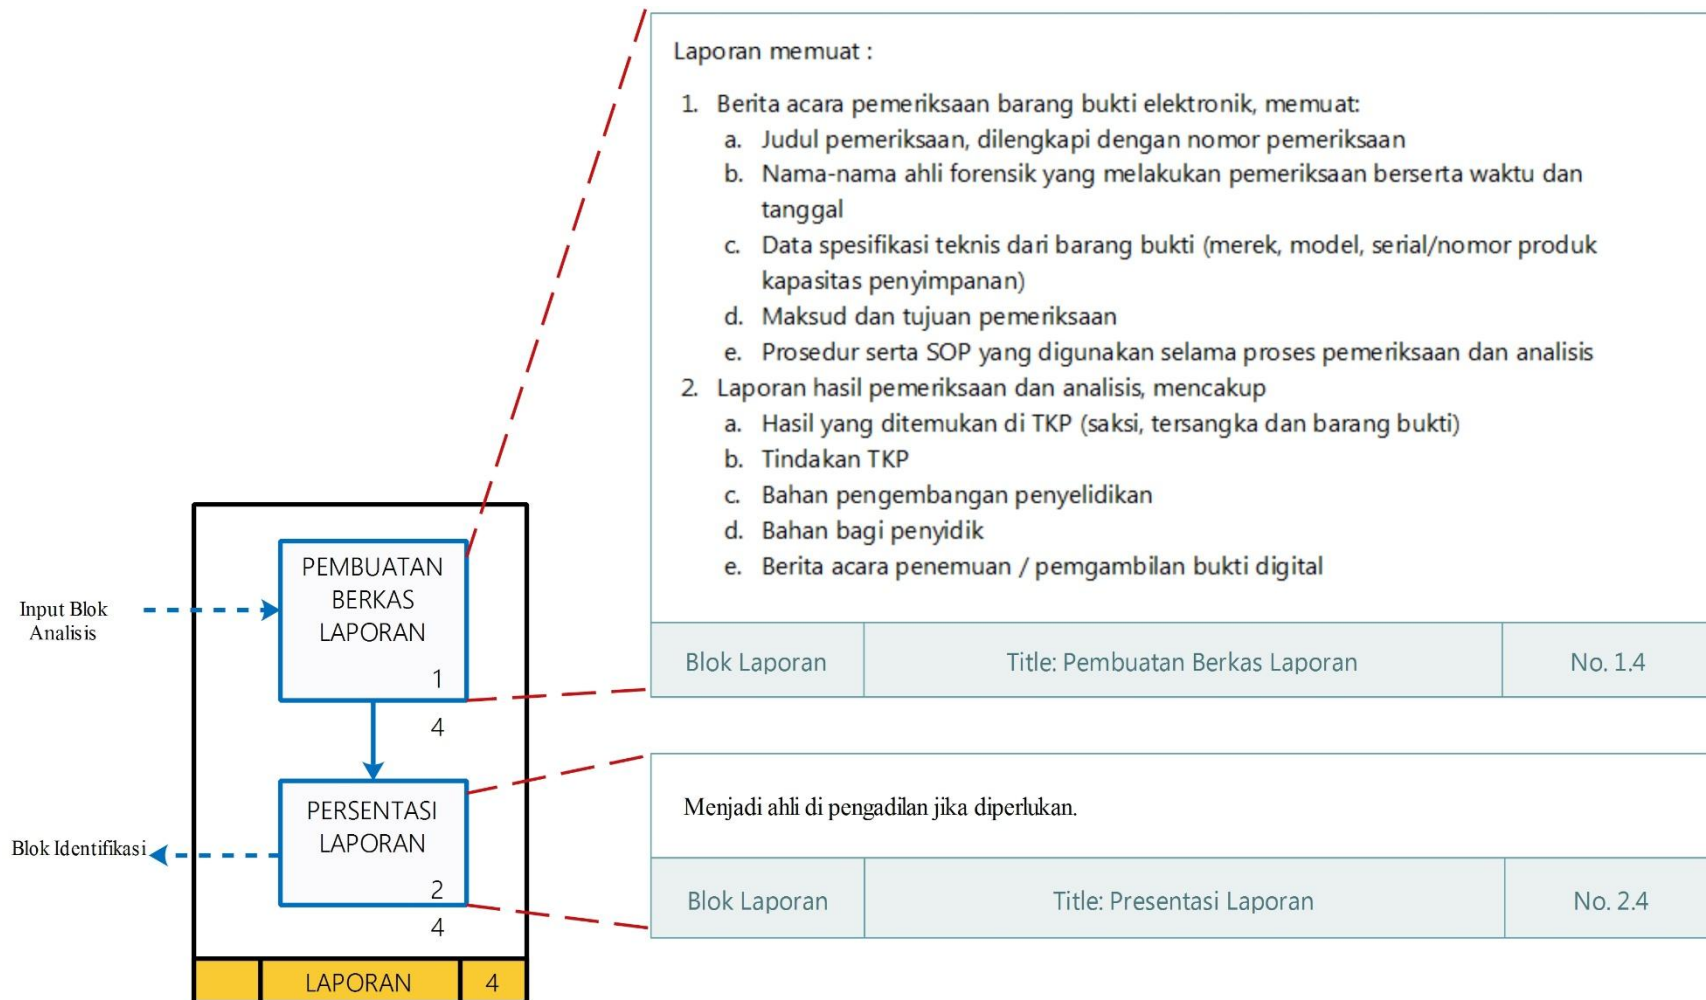 Laporan memuat :
1. Berita acara pemeriksaan barang bukti elektronik, memuat:
a. Judul pemeriksaan, dilengkapi dengan nomor pemeriksaan
b. Nama-nama ahli forensik yang melakukan pemeriksaan berserta waktu dan
tanggal
c. Data spesifikasi teknis dari barang bukti (merek, model, serial/nomor produk
kapasitas penyimpanan)
d. Maksud dan tujuan pemeriksaan
e. Prosedur serta SOP yang digunakan selama proses pemeriksaan dan analisis
2. Laporan hasil pemeriksaan dan analisis, mencakup
a. Hasil yang ditemukan di TKP (saksi, tersangka dan barang bukti)
b. Tindakan TKP
c. Bahan pengembangan penyelidikan
d. Bahan bagi penyidik
e. Berita acara penemuan / pemgambilan bukti digital
Blok Laporan Title: Pembuatan Berkas Laporan No. 1.4
Input Blok
Analisis
PEMBUATAN
BERKAS
LAPORAN
1
4
PERSENTASI
LAPORAN
2
4
Blok Identifikasi
Menjadi ahli di pengadilan jika diperlukan.
Blok Laporan Title: Presentasi Laporan No. 2.4
LAPORAN 4